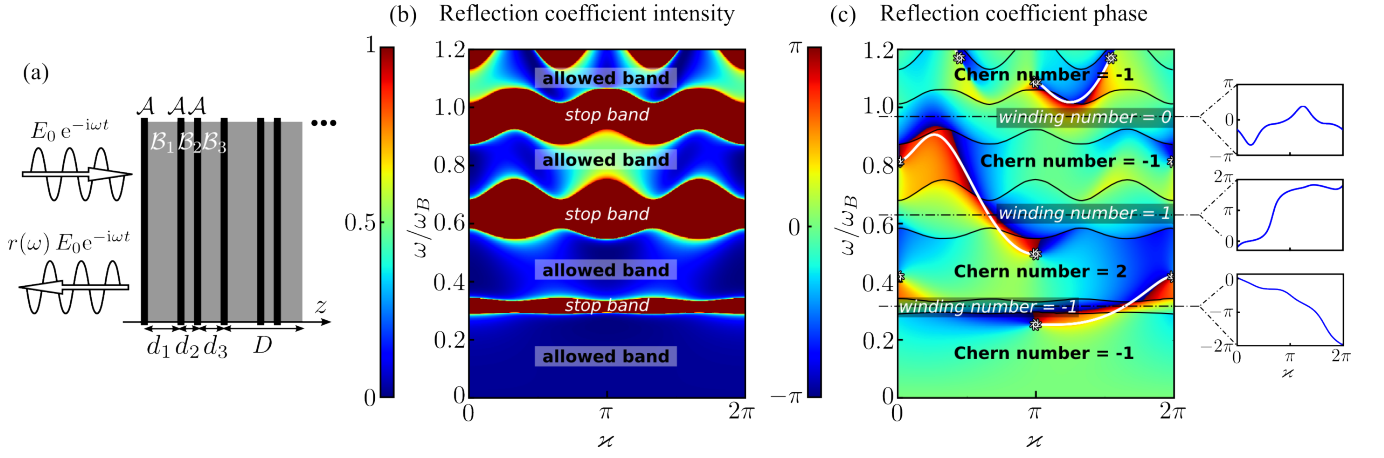 (a)
𝒜 𝒜 𝒜
E₀ e⁻ⁱωᵗ
ℬ₁ ℬ₂ ℬ₃
r(ω) E₀e⁻ⁱωᵗ
z
d₁ d₂ d₃ D
(b) Reflection coefficient intensity
1
0.5
0
ω/ω_B
1.2
1.0
0.8
0.6
0.4
0.2
0
allowed band
stop band
allowed band
stop band
allowed band
stop band
allowed band
0 π 2π
ϰ
(c) Reflection coefficient phase
π
0
−π
ω/ω_B
1.2
1.0
0.8
0.6
0.4
0.2
0
Chern number = -1
winding number = 0
Chern number = -1
winding number = 1
Chern number = 2
winding number = -1
Chern number = -1
0 π 2π
ϰ
π
0
−π
2π
π
0
0
−π
−2π
0 π 2π
ϰ